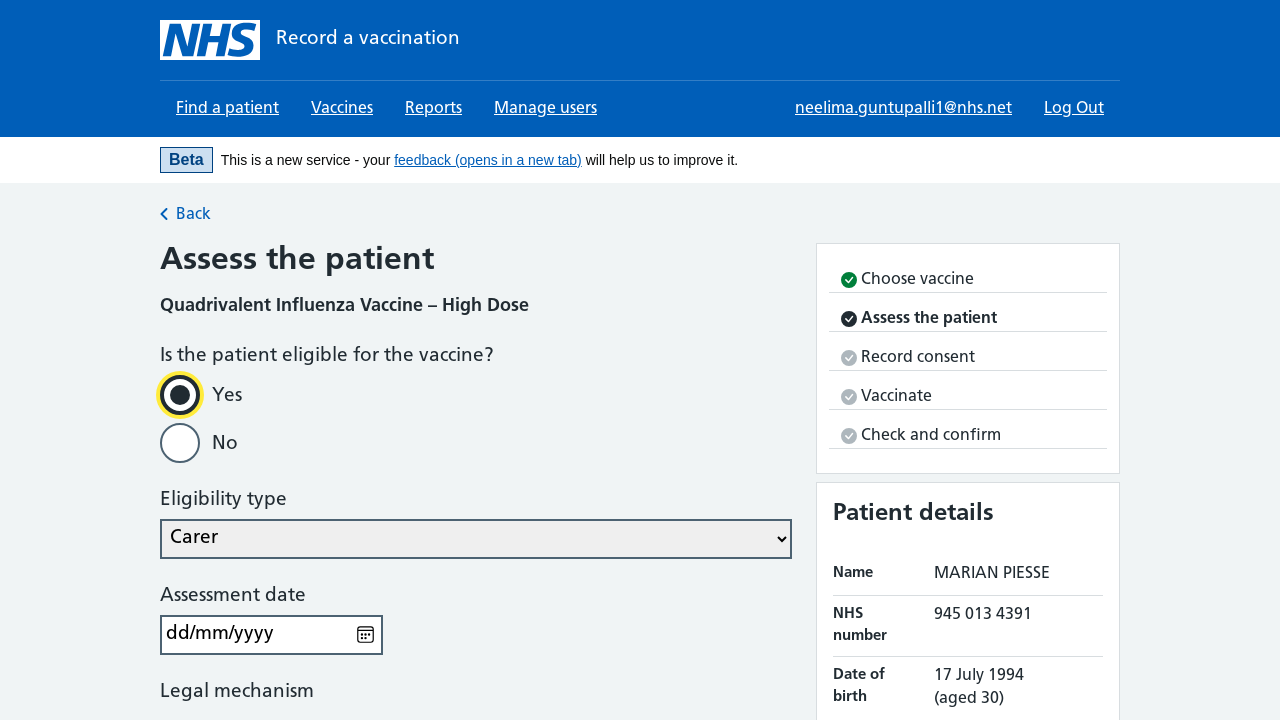 NHS Record a vaccination
Find a patient Vaccines Reports Manage users neelima.guntupalli1@nhs.net Log Out
Beta This is a new service - your feedback (opens in a new tab) will help us to improve it.
Back
Assess the patient
Quadrivalent Influenza Vaccine – High Dose
Is the patient eligible for the vaccine?
Yes
No
Eligibility type
Carer
Assessment date
dd/mm/yyyy
Legal mechanism
Choose vaccine
Assess the patient
Record consent
Vaccinate
Check and confirm
Patient details
Name MARIAN PIESSE
NHS number 945 013 4391
Date of birth 17 July 1994 (aged 30)